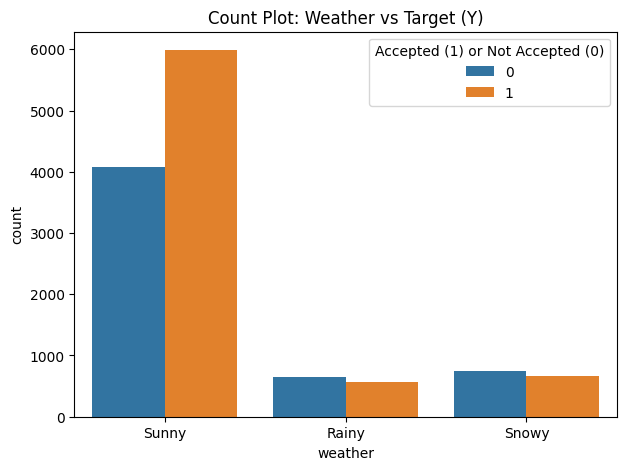 Count Plot: Weather vs Target (Y)
Accepted (1) or Not Accepted (0)
0
1
6000
5000
4000
3000
2000
1000
0
count
Sunny
Rainy
Snowy
weather